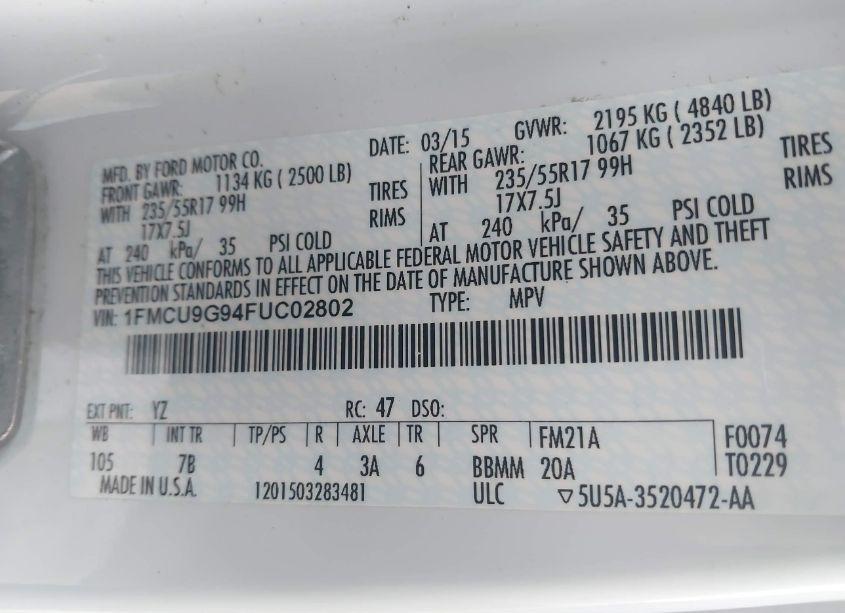 MFD. BY FORD MOTOR CO. DATE: 03/15 GVWR: 2195 KG ( 4840 LB)
FRONT GAWR: 1134 KG ( 2500 LB) REAR GAWR: 1067 KG ( 2352 LB)
WITH 235/55R17 99H TIRES WITH 235/55R17 99H TIRES
17X7.5J RIMS 17X7.5J RIMS
AT 240 kPa/ 35 PSI COLD AT 240 kPa/ 35 PSI COLD
THIS VEHICLE CONFORMS TO ALL APPLICABLE FEDERAL MOTOR VEHICLE SAFETY AND THEFT
PREVENTION STANDARDS IN EFFECT ON THE DATE OF MANUFACTURE SHOWN ABOVE.
VIN: 1FMCU9G94FUC02802 TYPE: MPV
EXT PNT: YZ RC: 47 DSO:
WB INT TR TP/PS R AXLE TR SPR FM21A F0074
105 7B 4 3A 6 BBMM 20A T0229
MADE IN U.S.A. 1201503283481 ULC ▽5U5A-3520472-AA